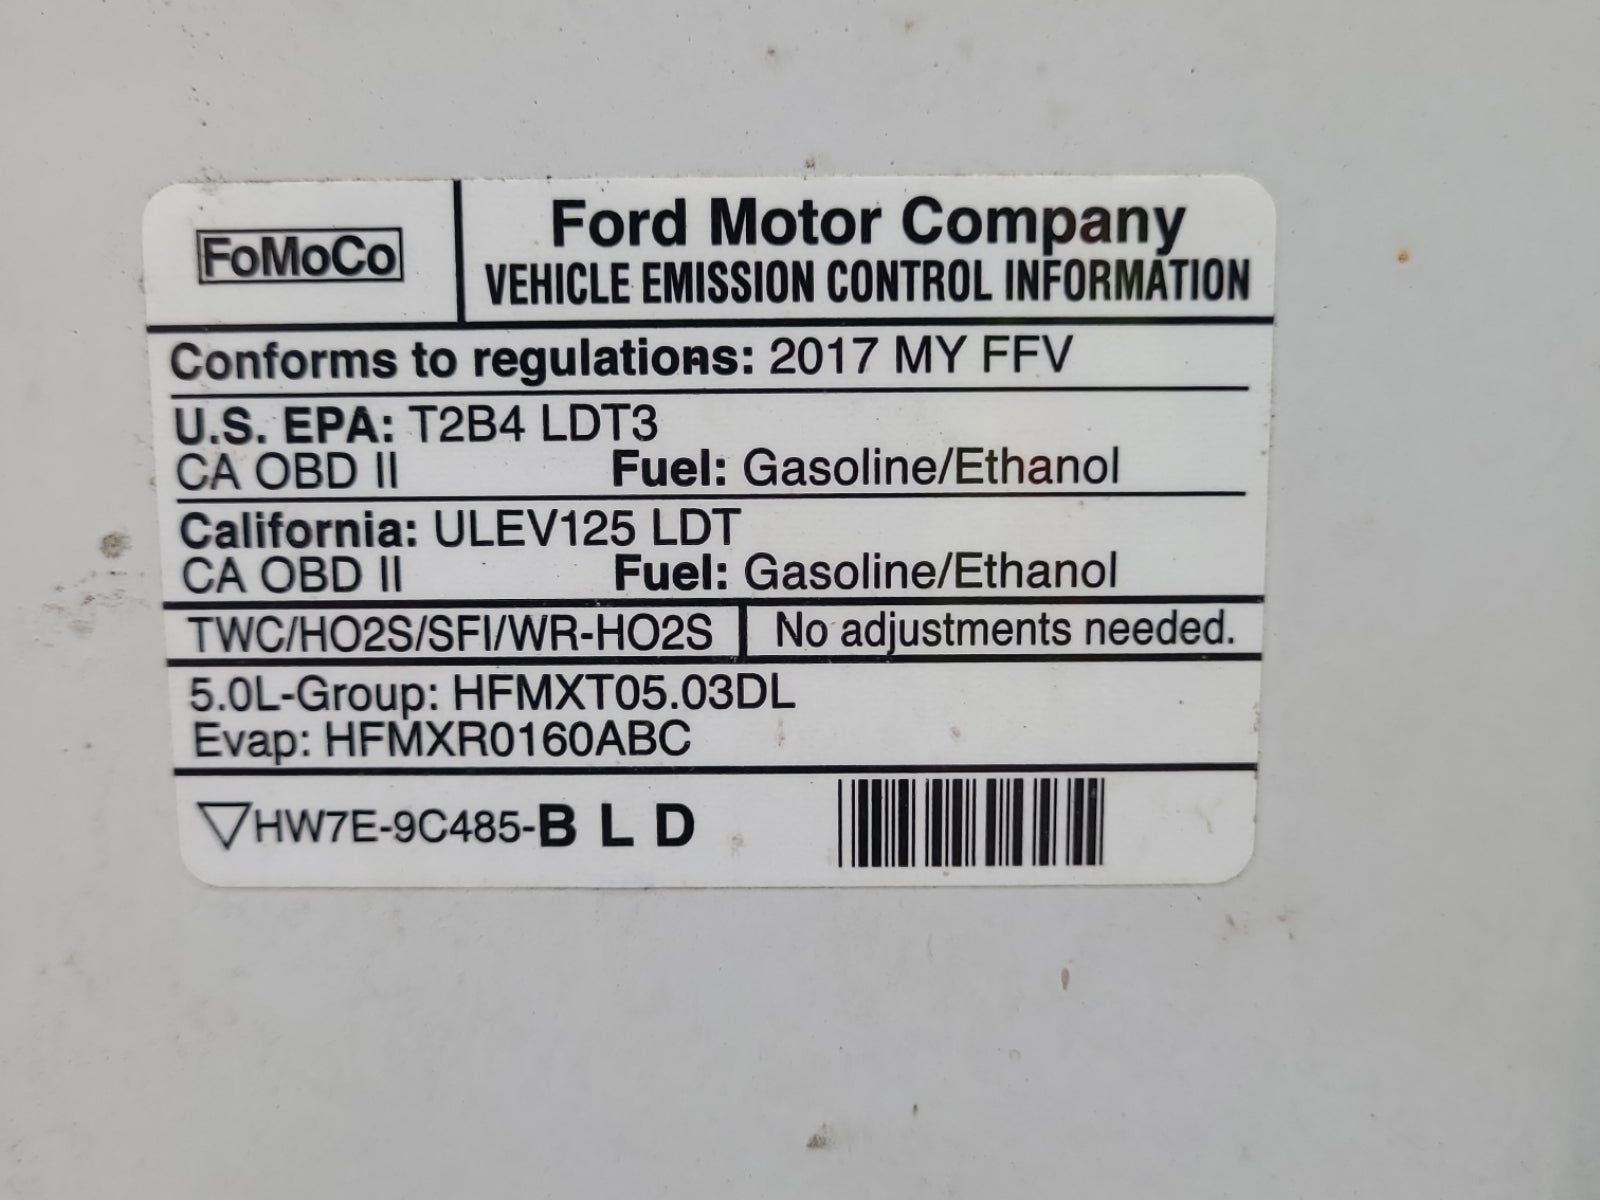 FoMoCo
Ford Motor Company
VEHICLE EMISSION CONTROL INFORMATION
Conforms to regulations: 2017 MY FFV
U.S. EPA: T2B4 LDT3
CA OBD II Fuel: Gasoline/Ethanol
California: ULEV125 LDT
CA OBD II Fuel: Gasoline/Ethanol
TWC/HO2S/SFI/WR-HO2S No adjustments needed.
5.0L-Group: HFMXT05.03DL
Evap: HFMXR0160ABC
HW7E-9C485-B L D